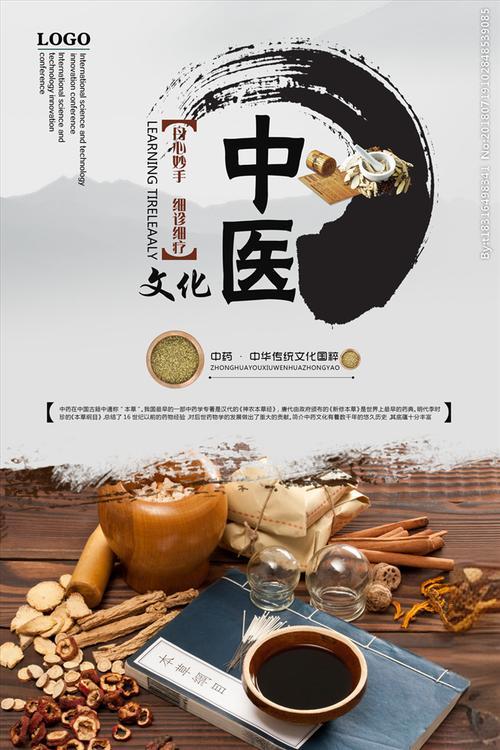 LOGO
International science and technology
innovation conference
International science and
technology innovation
conference
【良心妙手 细诊细疗】
LEARNING TIRELEAALY
中医
文化
中药 · 中华传统文化国粹
ZHONGHUAYOUXIUWENHUAZHONGYAO
中药在中国古籍中通称“本草”。我国最早的一部中药学专著是汉代的《神农本草经》，唐代由政府颁布的《新修本草》是世界上最早的药典。明代李时
珍的《本草纲目》总结了16世纪以前的药物经验，对后世药物学的发展做出了重大的贡献。简介中药文化有着数千年的悠久历史 其底蕴十分丰富
本草綱目